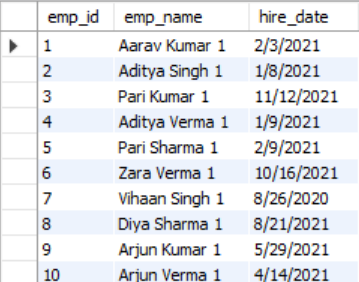 emp_id emp_name hire_date
1 Aarav Kumar 1 2/3/2021
2 Aditya Singh 1 1/8/2021
3 Pari Kumar 1 11/12/2021
4 Aditya Verma 1 1/9/2021
5 Pari Sharma 1 2/9/2021
6 Zara Verma 1 10/16/2021
7 Vihaan Singh 1 8/26/2020
8 Diya Sharma 1 8/21/2021
9 Arjun Kumar 1 5/29/2021
10 Arjun Verma 1 4/14/2021